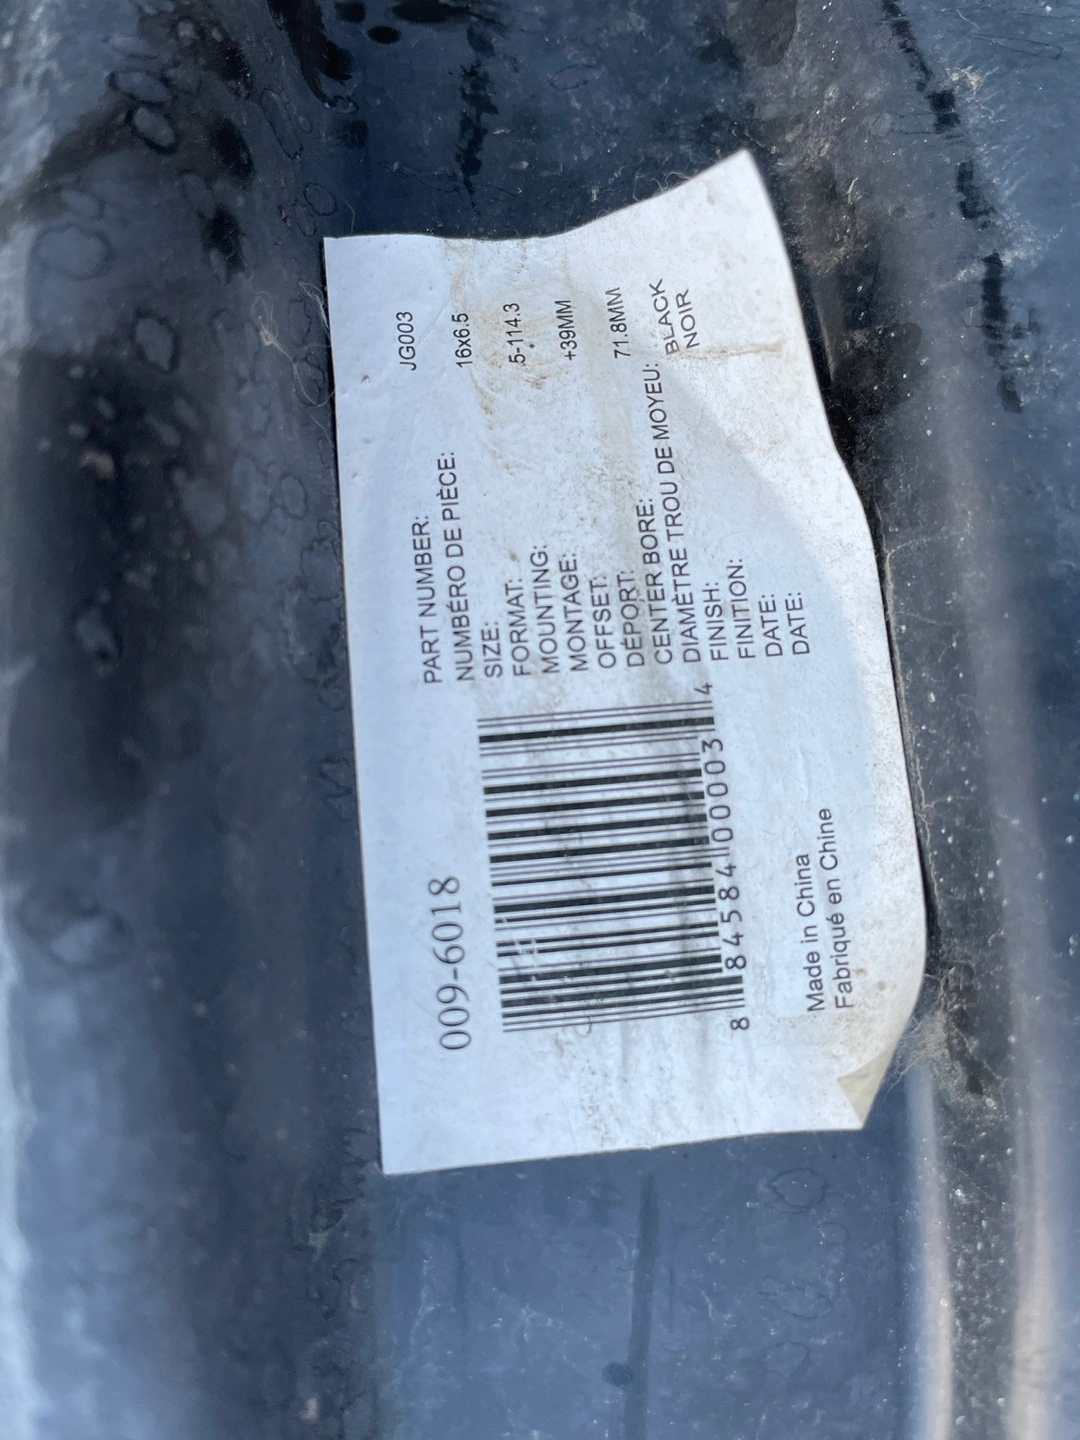 009-6018
8 84584 00003 4
Made in China
Fabriqué en Chine
PART NUMBER: JG003
NUMBÉRO DE PIÈCE:
SIZE: 16x6.5
FORMAT:
MOUNTING: 5-114.3
MONTAGE:
OFFSET: +39MM
DÉPORT:
CENTER BORE: 71.8MM
DIAMÈTRE TROU DE MOYEU:
FINISH: BLACK
FINITION: NOIR
DATE:
DATE: